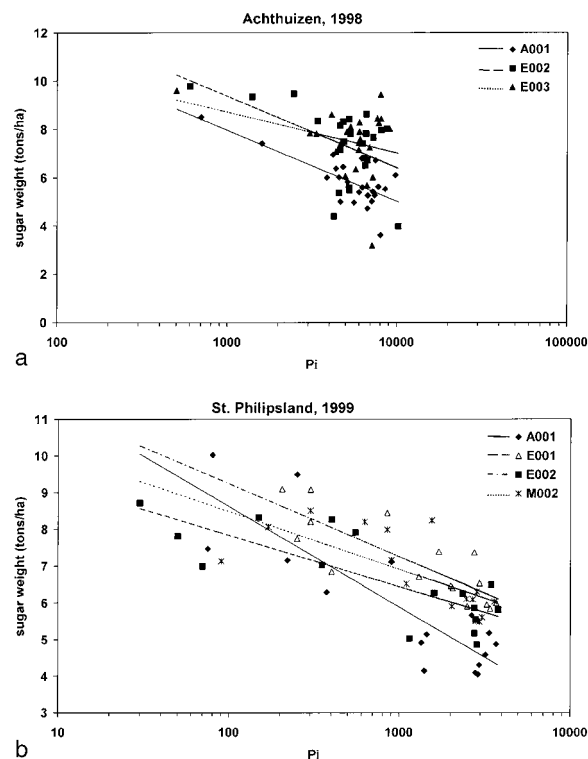 Achthuizen, 1998
12
10
8
6
4
2
0
sugar weight (tons/ha)
A001
E002
E003
100
1000
10000
100000
Pi
a
St. Philipsland, 1999
11
10
9
8
7
6
5
4
3
sugar weight (tons/ha)
A001
E001
E002
M002
10
100
1000
10000
Pi
b